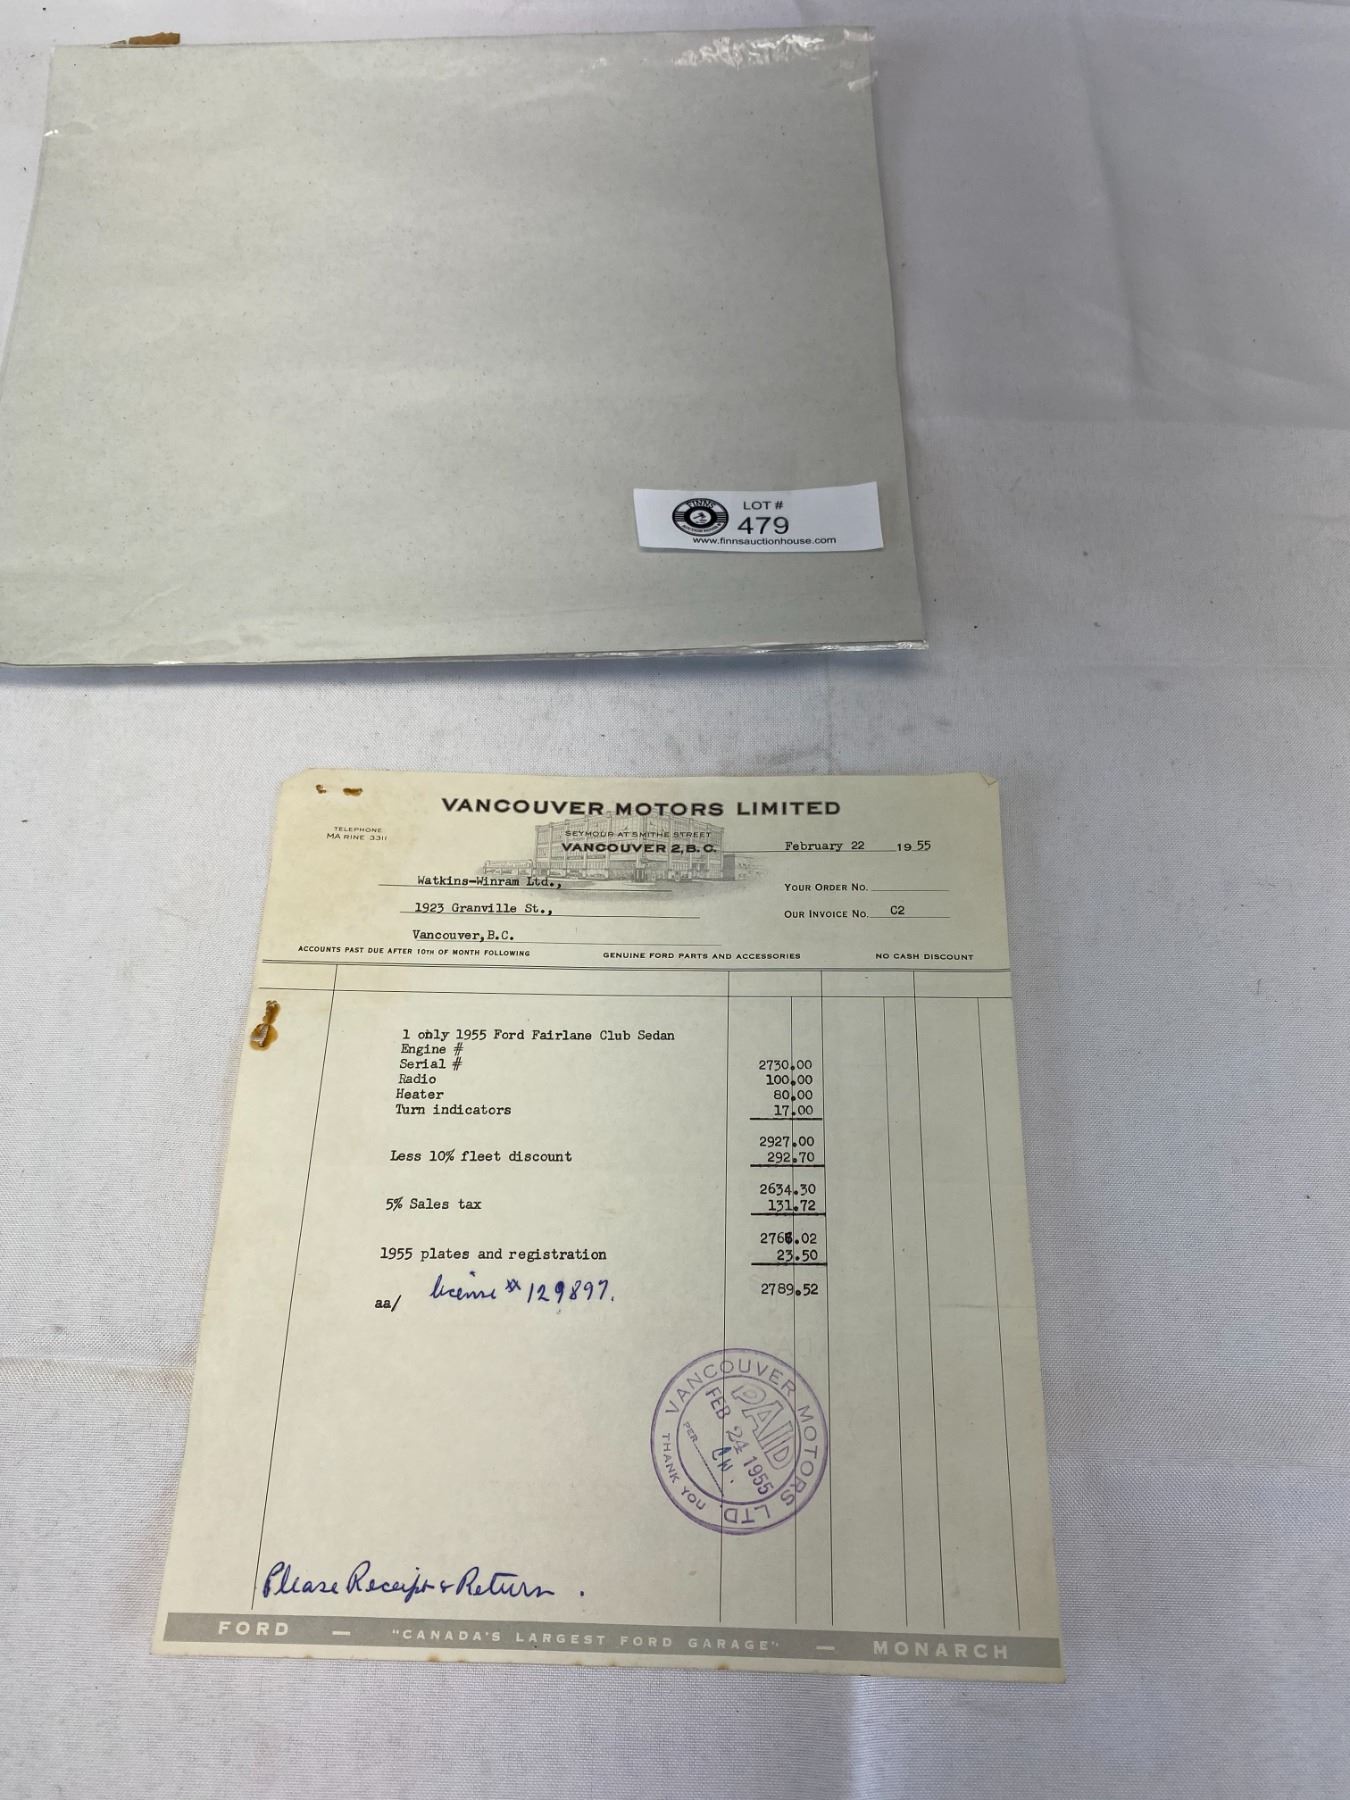 FINNS
LOT #
479
www.finnsauctionhouse.com
VANCOUVER MOTORS LIMITED
TELEPHONE
MARINE 3311
SEYMOUR AT SMITHE STREET
VANCOUVER 2, B.C.
February 22 1955
Watkins-Winram Ltd.,
YOUR ORDER NO.
1923 Granville St.,
OUR INVOICE NO. C2
Vancouver,B.C.
ACCOUNTS PAST DUE AFTER 10TH OF MONTH FOLLOWING GENUINE FORD PARTS AND ACCESSORIES NO CASH DISCOUNT
1 only 1955 Ford Fairlane Club Sedan
Engine #
Serial # 2730.00
Radio 100.00
Heater 80.00
Turn indicators 17.00
2927.00
Less 10% fleet discount 292.70
2634.30
5% Sales tax 131.72
2766.02
1955 plates and registration 23.50
license # 129897. 2789.52
aa/
VANCOUVER MOTORS LTD.
PAID
FEB 24 1955
PER CW.
THANK YOU
Please Receipt & Return.
FORD — "CANADA'S LARGEST FORD GARAGE" — MONARCH